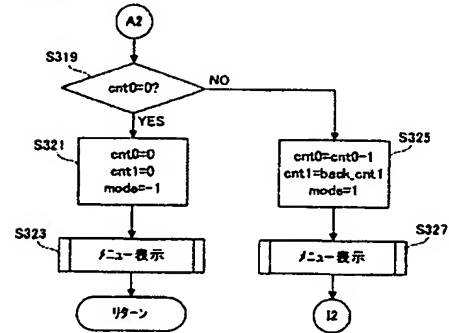 A2
S319
cnt0=0?
NO
YES
S321
cnt0=0
cnt1=0
mode=-1
S325
cnt0=cnt0-1
cnt1=back_cnt1
mode=1
S323
メニュー表示
S327
メニュー表示
リターン
I2